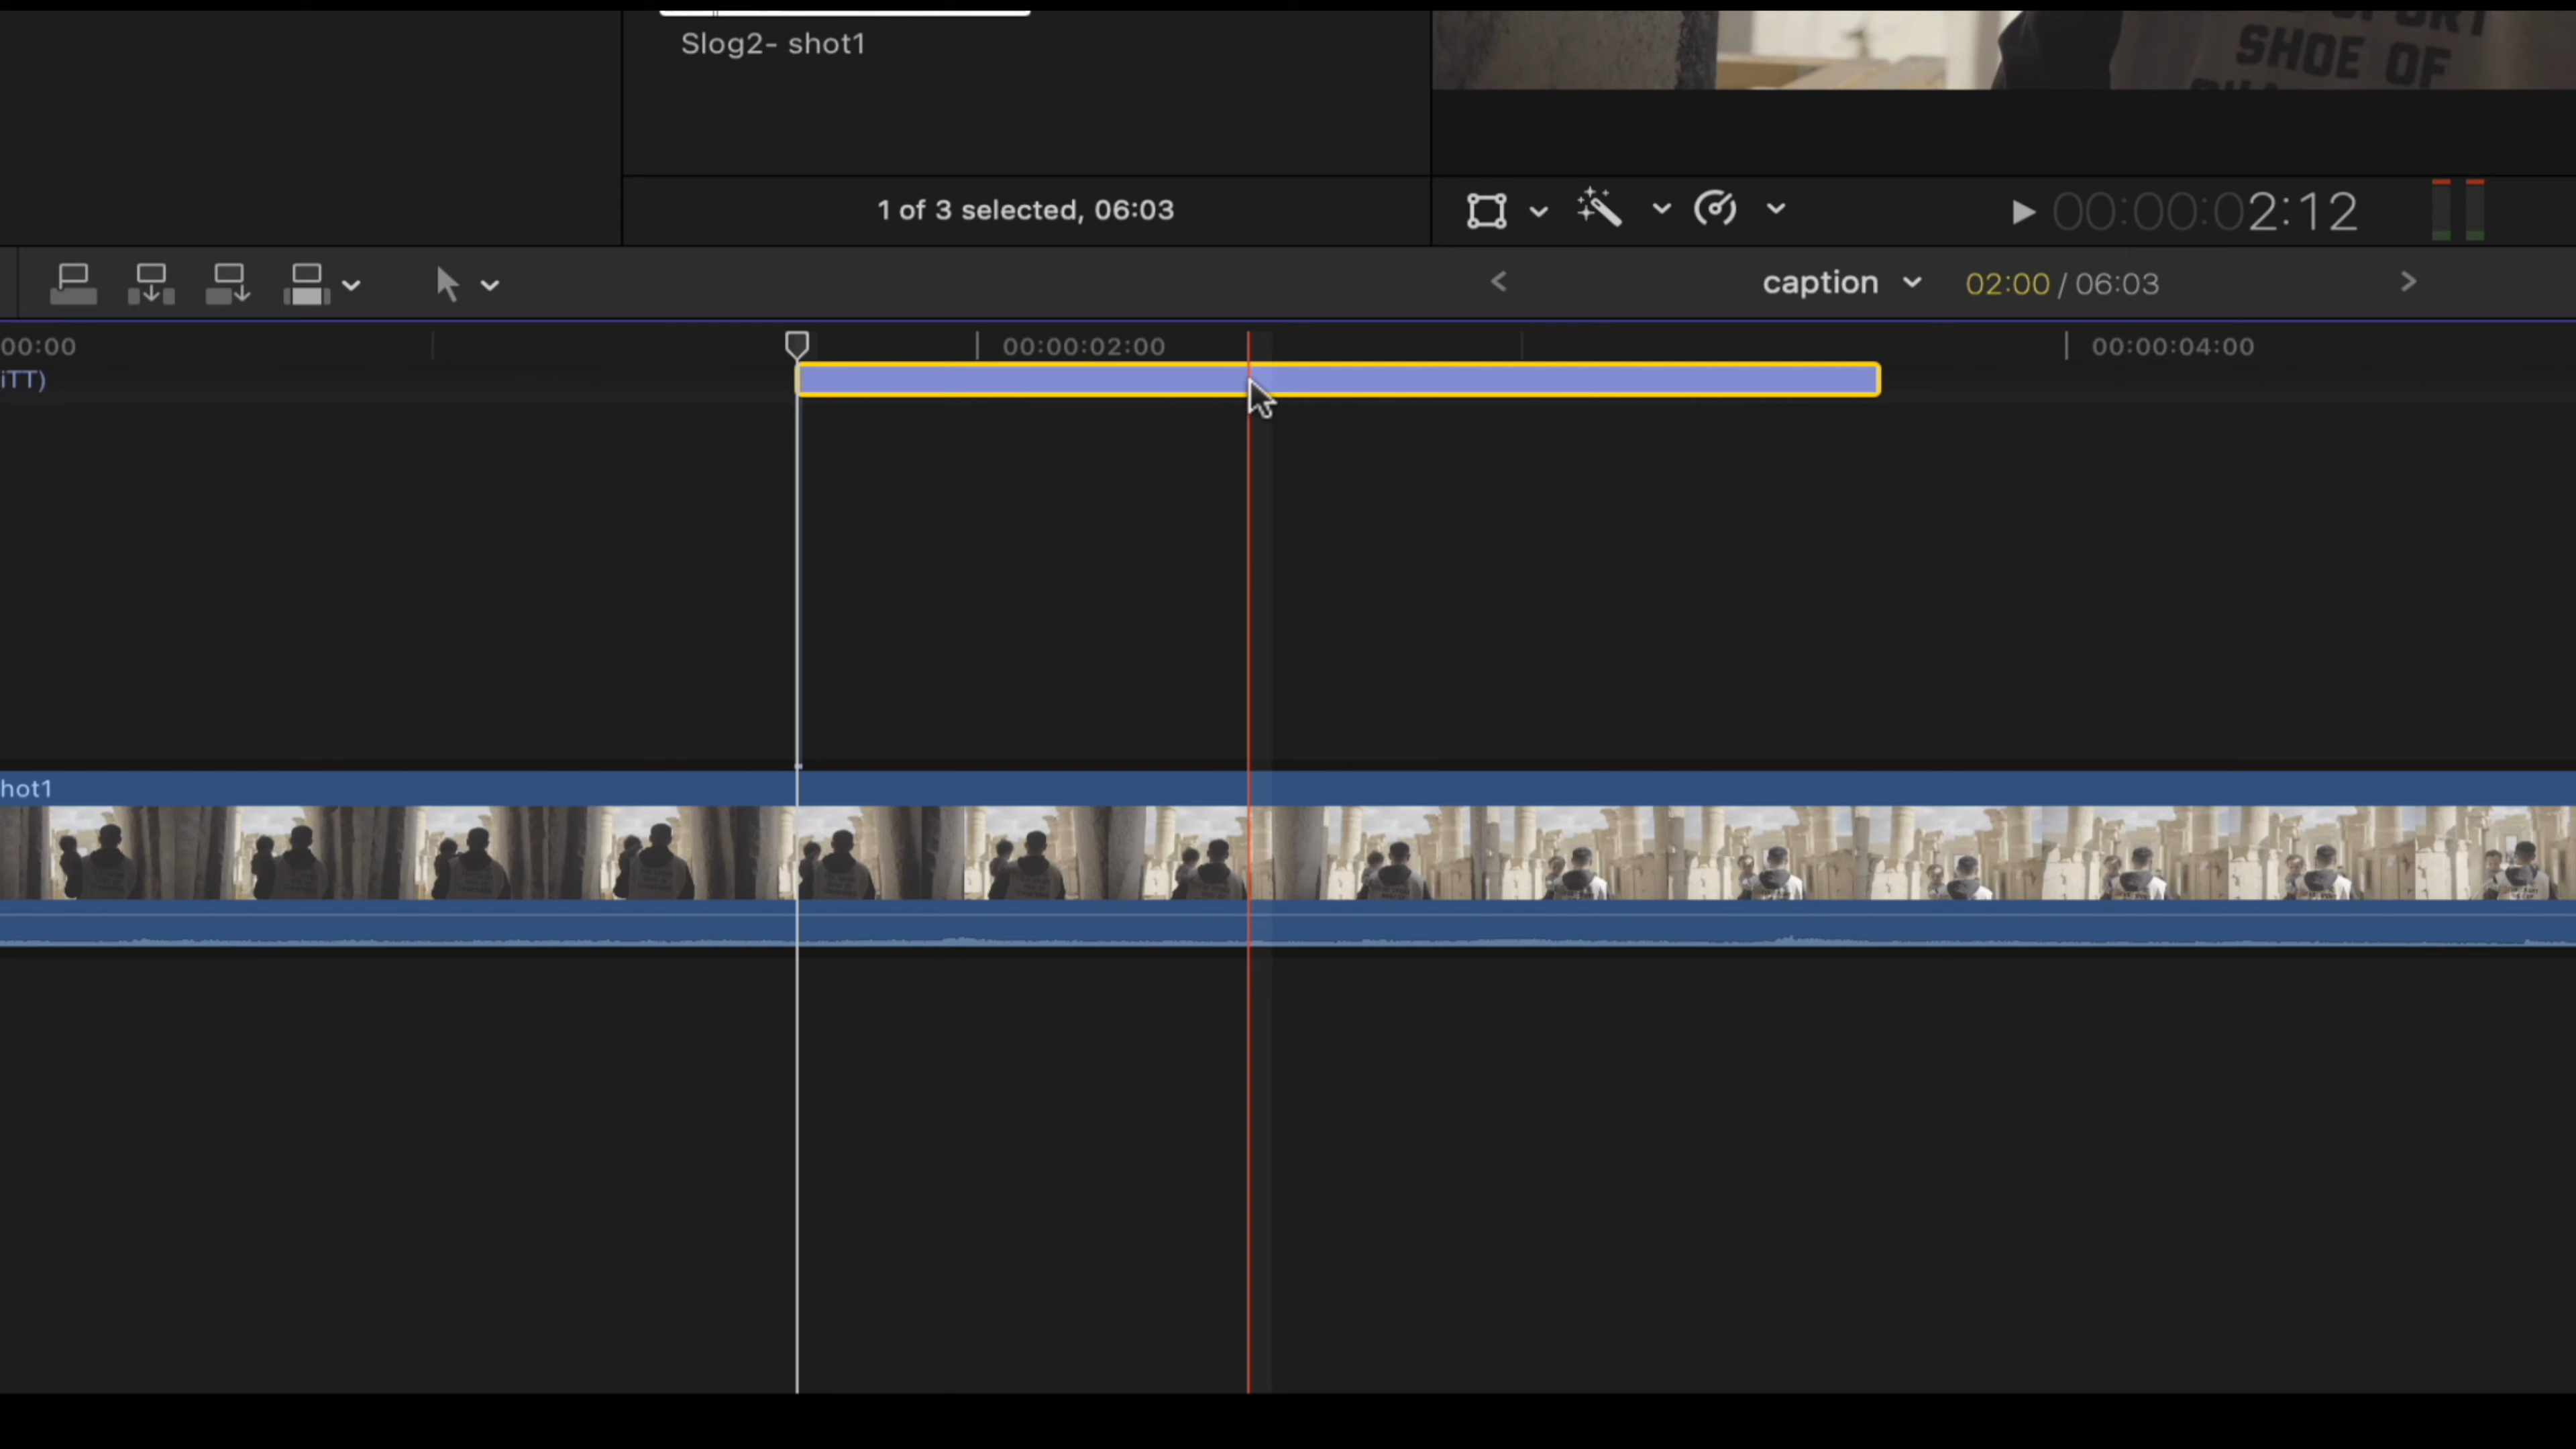 SPORT
SHOE OF
Slog2- shot1
1 of 3 selected, 06:03
00:00:02:12
caption
02:00 / 06:03
00:00
00:00:02:00
00:00:04:00
iTT)
hot1